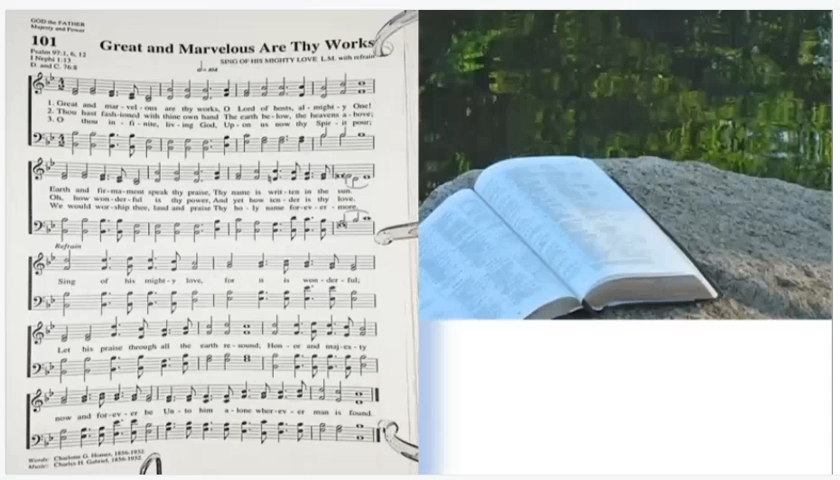 GOD the FATHER
Majesty and Power
101
Great and Marvelous Are Thy Works
Psalm 97:1, 6, 12
I Nephi 1:13
D. and C. 76:8
SING OF HIS MIGHTY LOVE L.M. with refrain
1. Great and mar - vel - ous are thy works, O Lord of hosts, al - might - y One!
2. Thou hast fash-ioned with thine own hand The earth be - low, the heavens a - bove;
3. O thou in - fi - nite, liv - ing God, Up - on us now thy Spir - it pour;
Earth and fir - ma - ment speak thy praise, Thy name is writ - ten in the sun.
Oh, how won - der - ful is thy power, And yet how ten - der is thy love.
We would wor - ship thee, laud and praise Thy ho - ly name for - ev - er - more.
Refrain
Sing of his might - y love, for it is won - der - ful;
Let his praise through all the earth re - sound; Hon - or and maj - es - ty
now and for - ev - er be Un - to him a - lone wher - ev - er man is found.
Words: Charlotte G. Homer, 1856-1932
Music: Charles H. Gabriel, 1856-1932